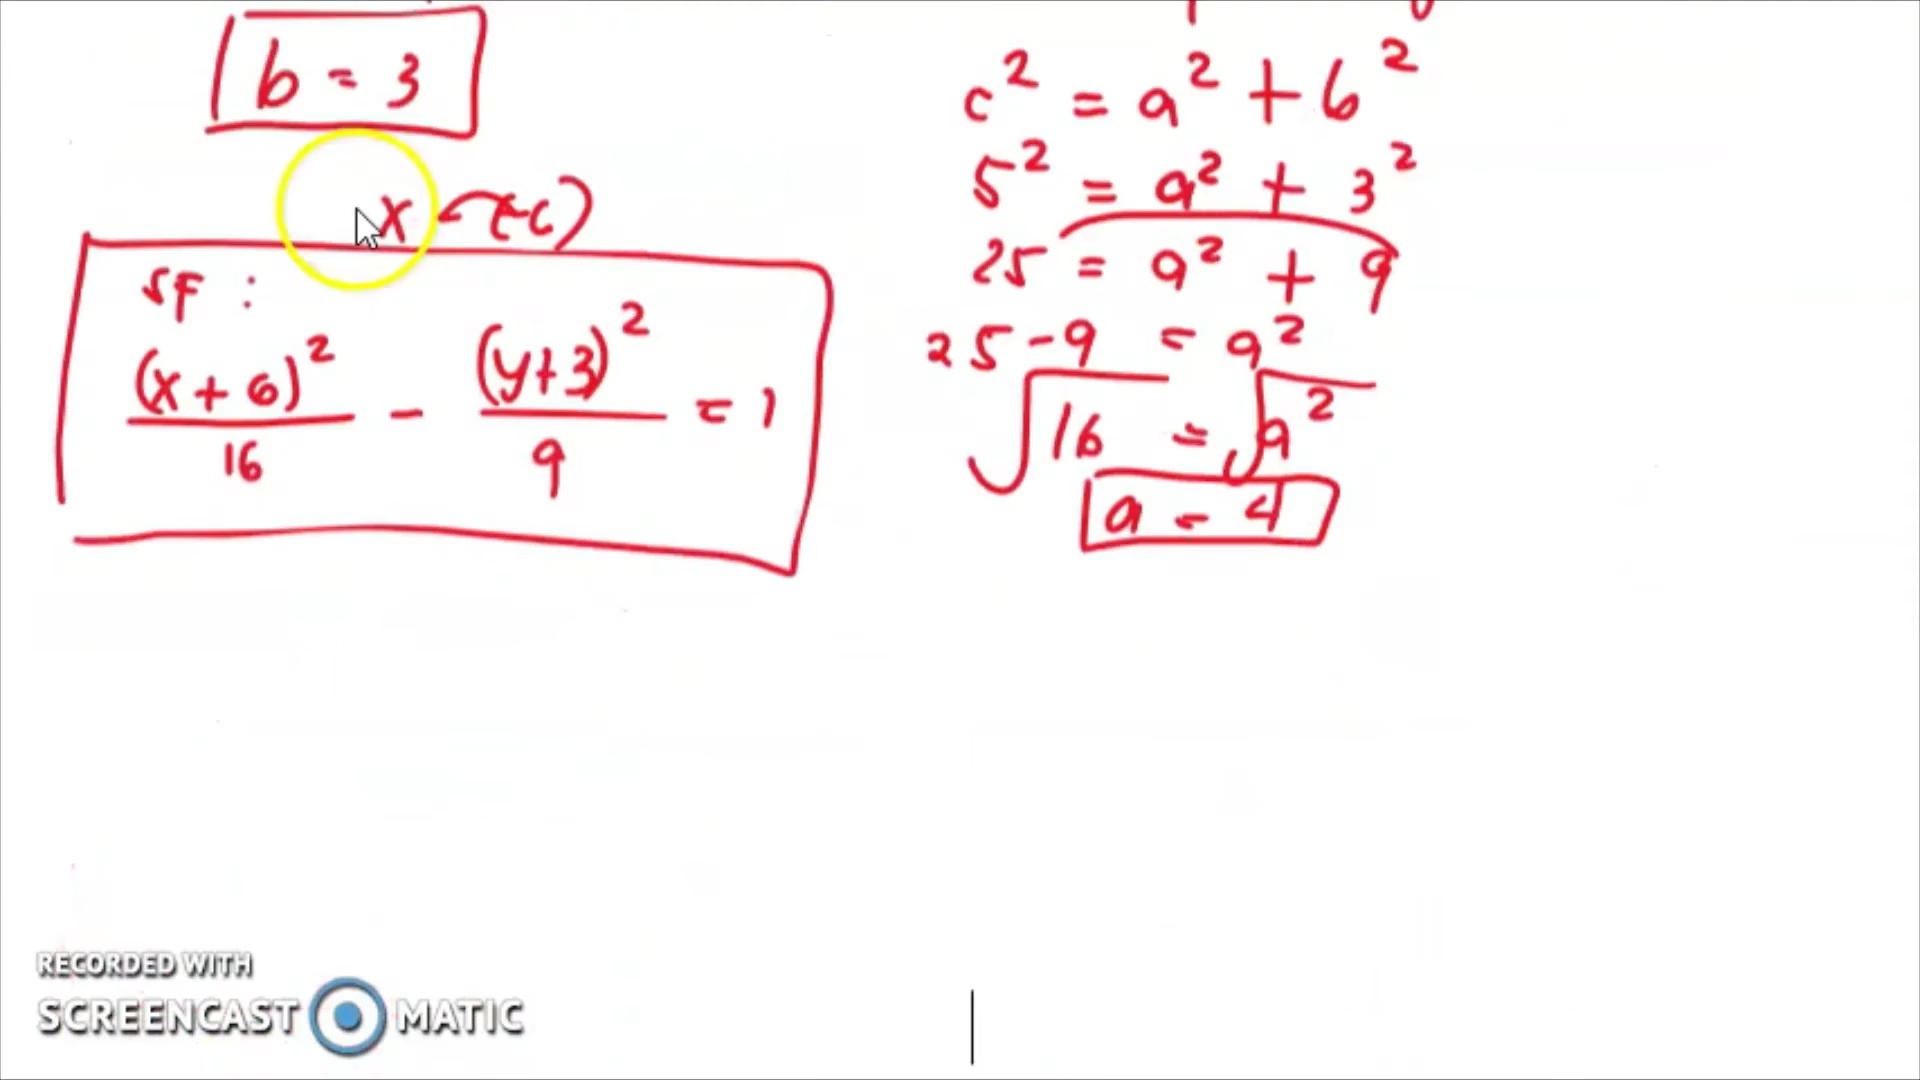 b = 3
x (-6)
SF :
(x + 6)² / 16 - (y+3)² / 9 = 1
c² = a² + b²
5² = a² + 3²
25 = a² + 9
25 - 9 = a²
√16 = √a²
a = 4
RECORDED WITH
SCREENCAST MATIC